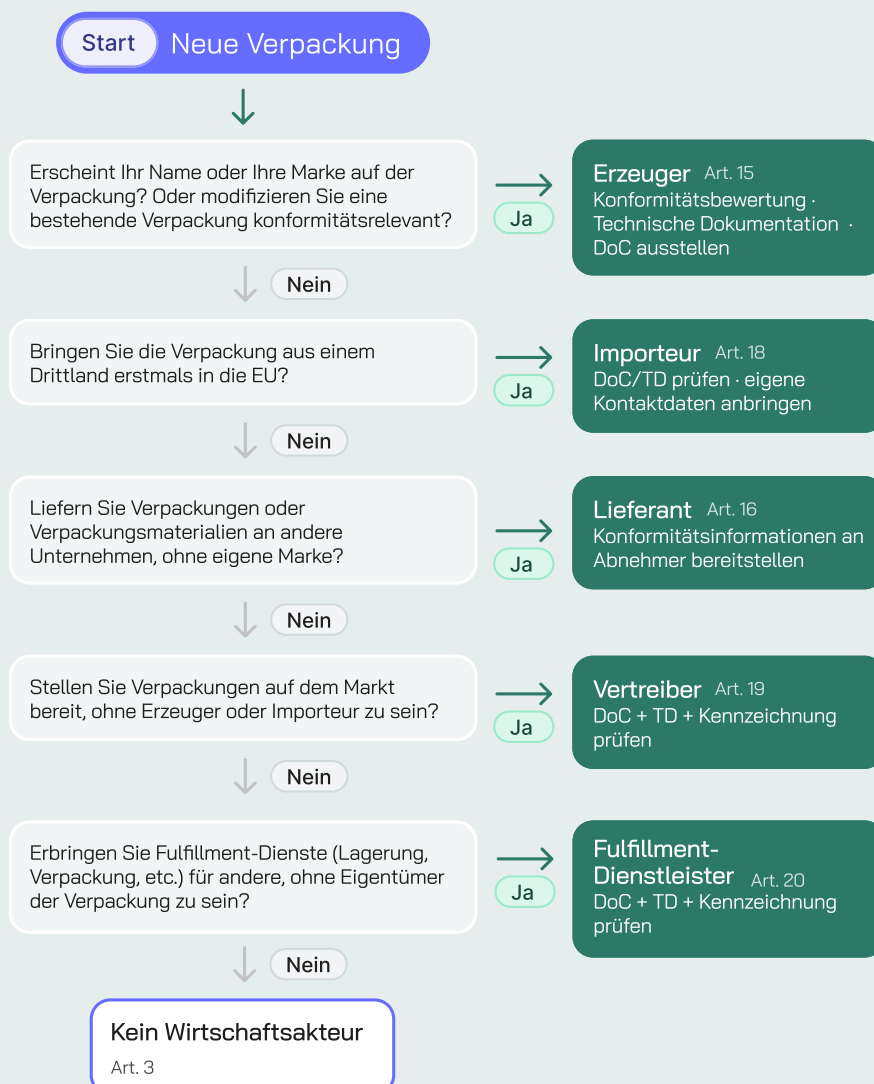 Start Neue Verpackung
Erscheint Ihr Name oder Ihre Marke auf der
Verpackung? Oder modifizieren Sie eine
bestehende Verpackung konformitätsrelevant?
Ja
Erzeuger Art. 15
Konformitätsbewertung ·
Technische Dokumentation ·
DoC ausstellen
Nein
Bringen Sie die Verpackung aus einem
Drittland erstmals in die EU?
Ja
Importeur Art. 18
DoC/TD prüfen · eigene
Kontaktdaten anbringen
Nein
Liefern Sie Verpackungen oder
Verpackungsmaterialien an andere
Unternehmen, ohne eigene Marke?
Ja
Lieferant Art. 16
Konformitätsinformationen an
Abnehmer bereitstellen
Nein
Stellen Sie Verpackungen auf dem Markt
bereit, ohne Erzeuger oder Importeur zu sein?
Ja
Vertreiber Art. 19
DoC + TD + Kennzeichnung
prüfen
Nein
Erbringen Sie Fulfillment-Dienste (Lagerung,
Verpackung, etc.) für andere, ohne Eigentümer
der Verpackung zu sein?
Ja
Fulfillment-
Dienstleister Art. 20
DoC + TD + Kennzeichnung
prüfen
Nein
Kein Wirtschaftsakteur
Art. 3